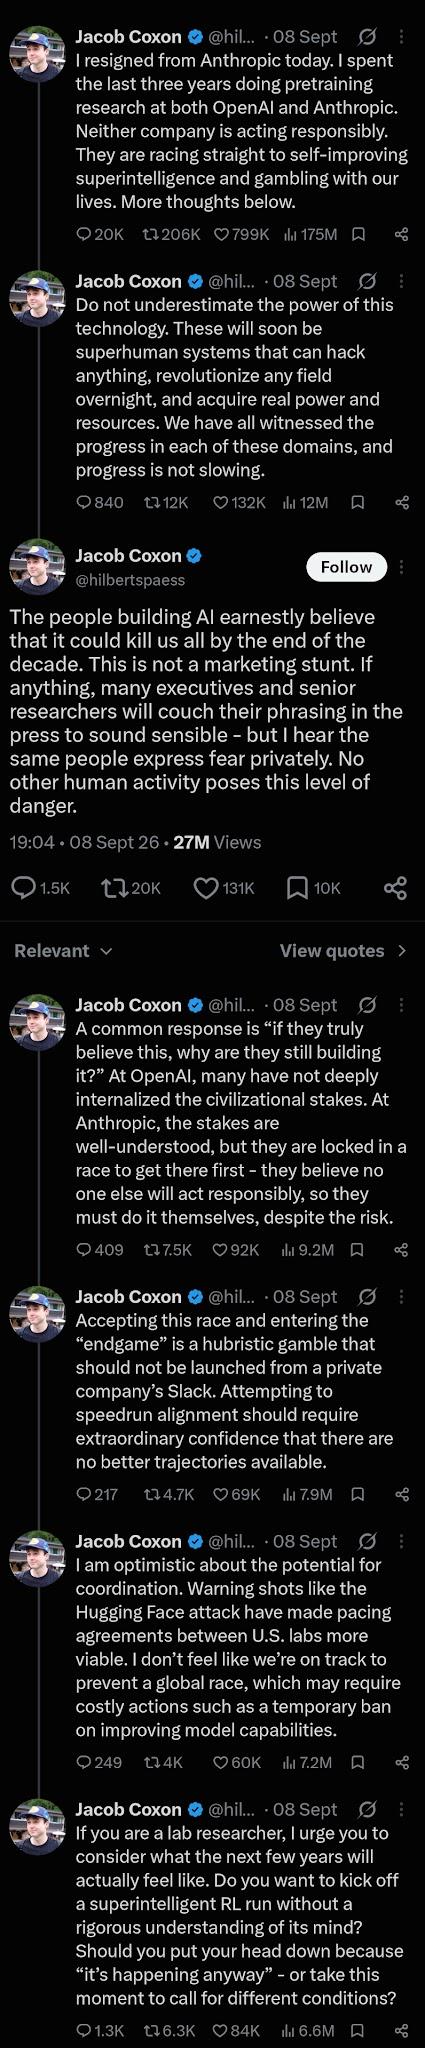 Jacob Coxon @hil... · 08 Sept
I resigned from Anthropic today. I spent
the last three years doing pretraining
research at both OpenAI and Anthropic.
Neither company is acting responsibly.
They are racing straight to self-improving
superintelligence and gambling with our
lives. More thoughts below.
20K 206K 799K 175M
Jacob Coxon @hil... · 08 Sept
Do not underestimate the power of this
technology. These will soon be
superhuman systems that can hack
anything, revolutionize any field
overnight, and acquire real power and
resources. We have all witnessed the
progress in each of these domains, and
progress is not slowing.
840 12K 132K 12M
Jacob Coxon
@hilbertspaess
Follow
The people building AI earnestly believe
that it could kill us all by the end of the
decade. This is not a marketing stunt. If
anything, many executives and senior
researchers will couch their phrasing in the
press to sound sensible - but I hear the
same people express fear privately. No
other human activity poses this level of
danger.
19:04 • 08 Sept 26 • 27M Views
1.5K 20K 131K 10K
Relevant View quotes
Jacob Coxon @hil... · 08 Sept
A common response is “if they truly
believe this, why are they still building
it?” At OpenAI, many have not deeply
internalized the civilizational stakes. At
Anthropic, the stakes are
well-understood, but they are locked in a
race to get there first - they believe no
one else will act responsibly, so they
must do it themselves, despite the risk.
409 7.5K 92K 9.2M
Jacob Coxon @hil... · 08 Sept
Accepting this race and entering the
“endgame” is a hubristic gamble that
should not be launched from a private
company’s Slack. Attempting to
speedrun alignment should require
extraordinary confidence that there are
no better trajectories available.
217 4.7K 69K 7.9M
Jacob Coxon @hil... · 08 Sept
I am optimistic about the potential for
coordination. Warning shots like the
Hugging Face attack have made pacing
agreements between U.S. labs more
viable. I don’t feel like we’re on track to
prevent a global race, which may require
costly actions such as a temporary ban
on improving model capabilities.
249 4K 60K 7.2M
Jacob Coxon @hil... · 08 Sept
If you are a lab researcher, I urge you to
consider what the next few years will
actually feel like. Do you want to kick off
a superintelligent RL run without a
rigorous understanding of its mind?
Should you put your head down because
“it’s happening anyway” - or take this
moment to call for different conditions?
1.3K 6.3K 84K 6.6M